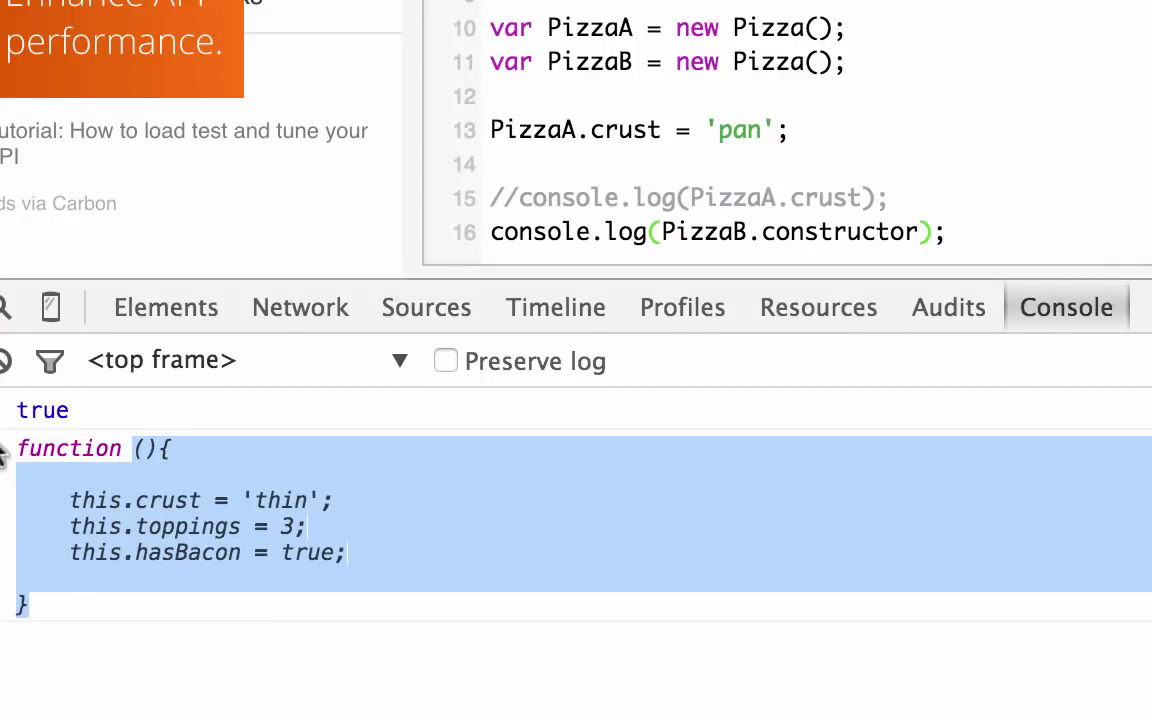 performance.
utorial: How to load test and tune your
PI
ds via Carbon
10 var PizzaA = new Pizza();
11 var PizzaB = new Pizza();
12
13 PizzaA.crust = 'pan';
14
15 //console.log(PizzaA.crust);
16 console.log(PizzaB.constructor);
Elements Network Sources Timeline Profiles Resources Audits Console
<top frame> ▼ Preserve log
true
function (){
this.crust = 'thin';
this.toppings = 3;
this.hasBacon = true;
}